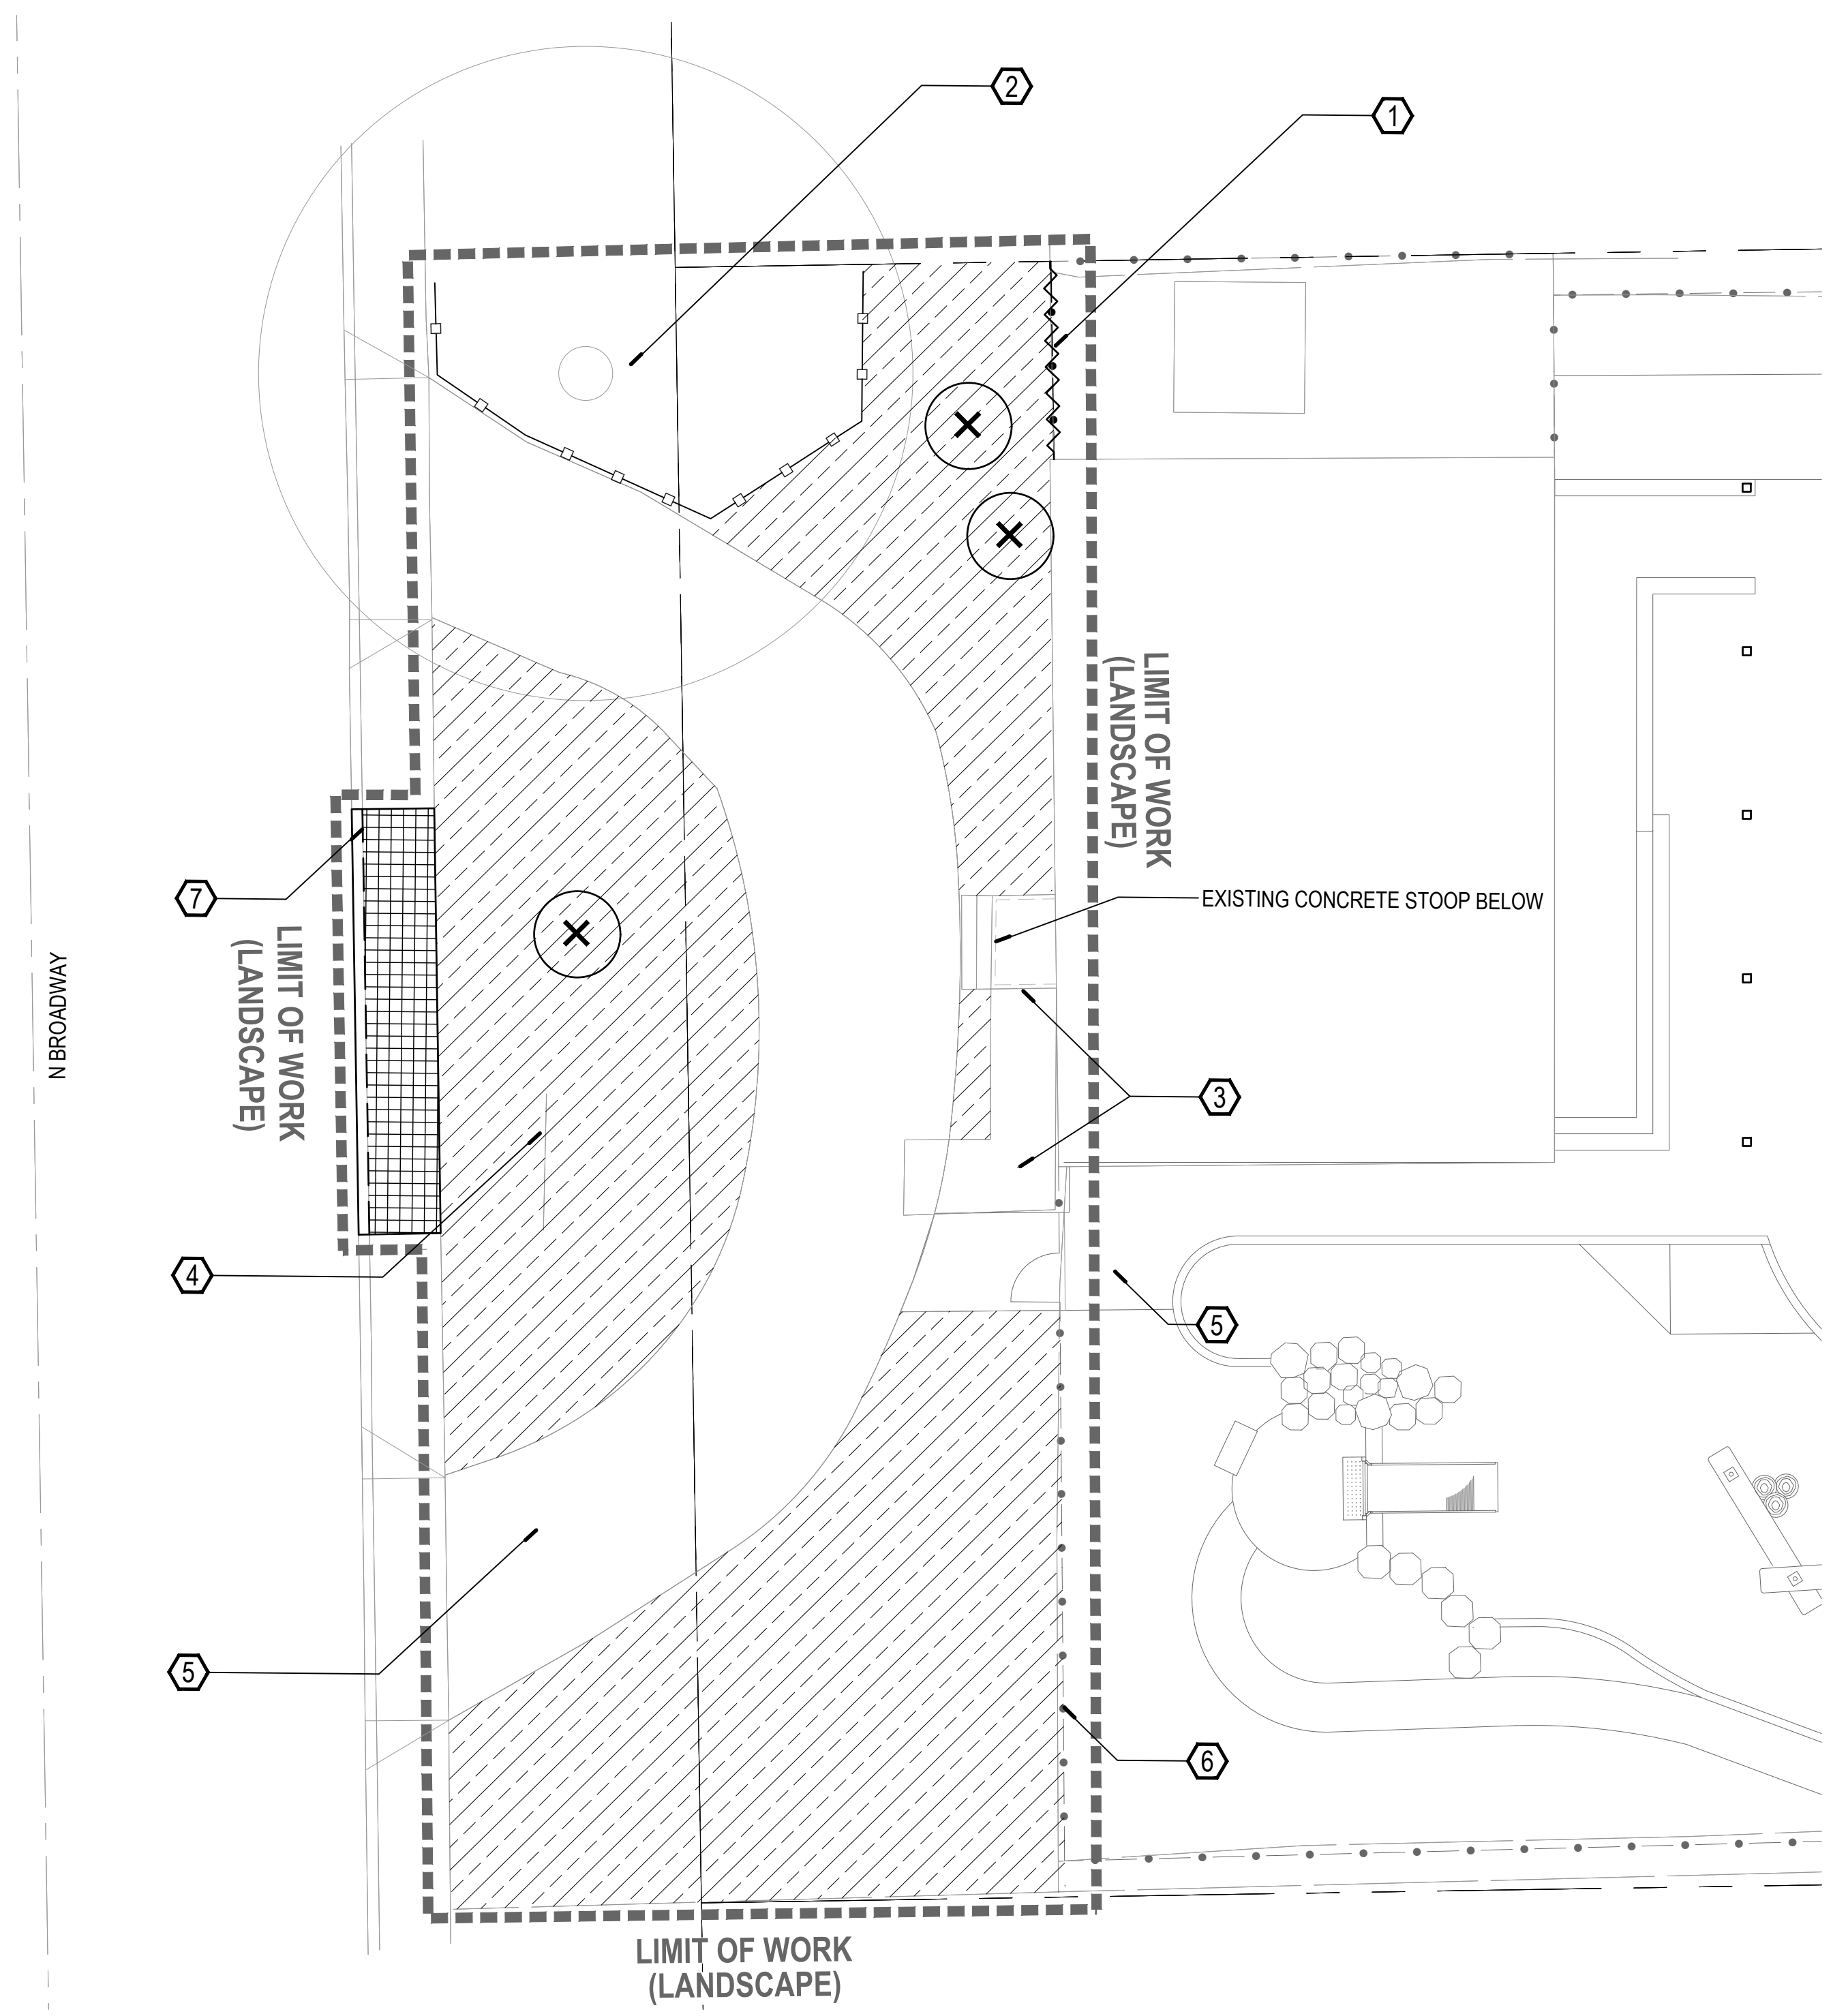 2
1
LIMIT OF WORK
(LANDSCAPE)
7
EXISTING CONCRETE STOOP BELOW
LIMIT OF WORK
(LANDSCAPE)
N BROADWAY
3
4
5
5
6
LIMIT OF WORK
(LANDSCAPE)